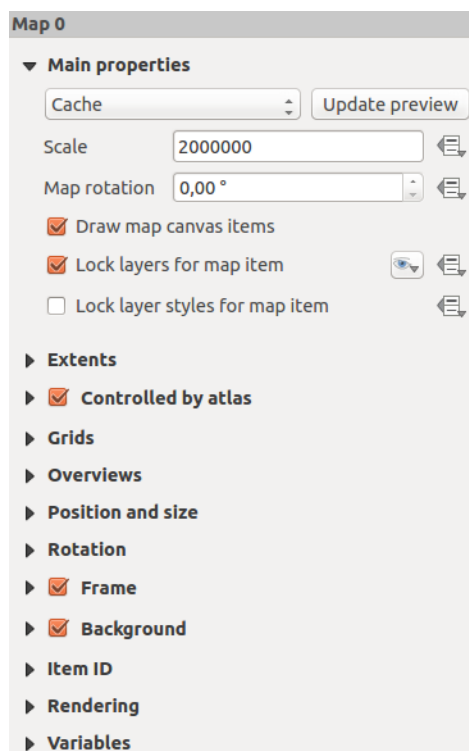 Map 0
Main properties
Cache Update preview
Scale 2000000
Map rotation 0,00 °
Draw map canvas items
Lock layers for map item
Lock layer styles for map item
Extents
Controlled by atlas
Grids
Overviews
Position and size
Rotation
Frame
Background
Item ID
Rendering
Variables